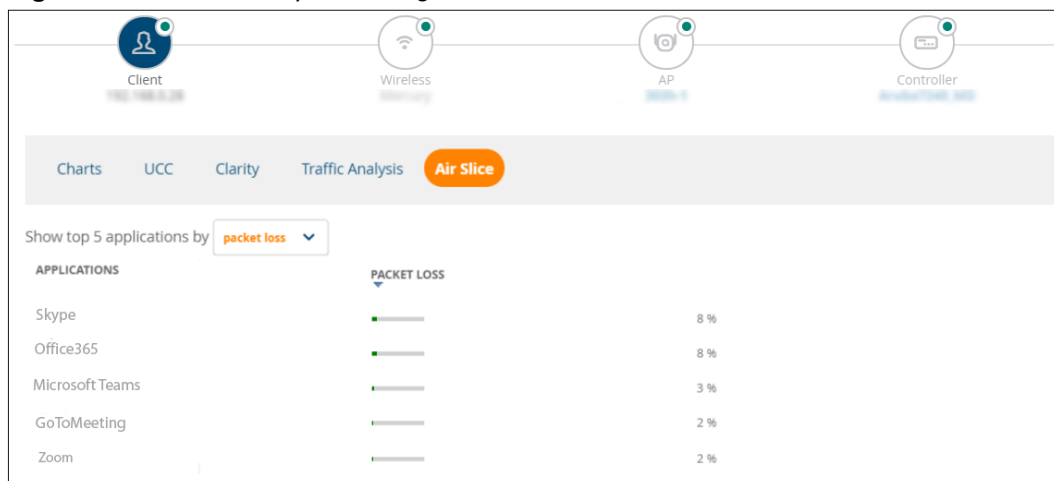 Client
Wireless
AP
Controller
Charts UCC Clarity Traffic Analysis Air Slice
Show top 5 applications by packet loss
APPLICATIONS PACKET LOSS
Skype 8 %
Office365 8 %
Microsoft Teams 3 %
GoToMeeting 2 %
Zoom 2 %